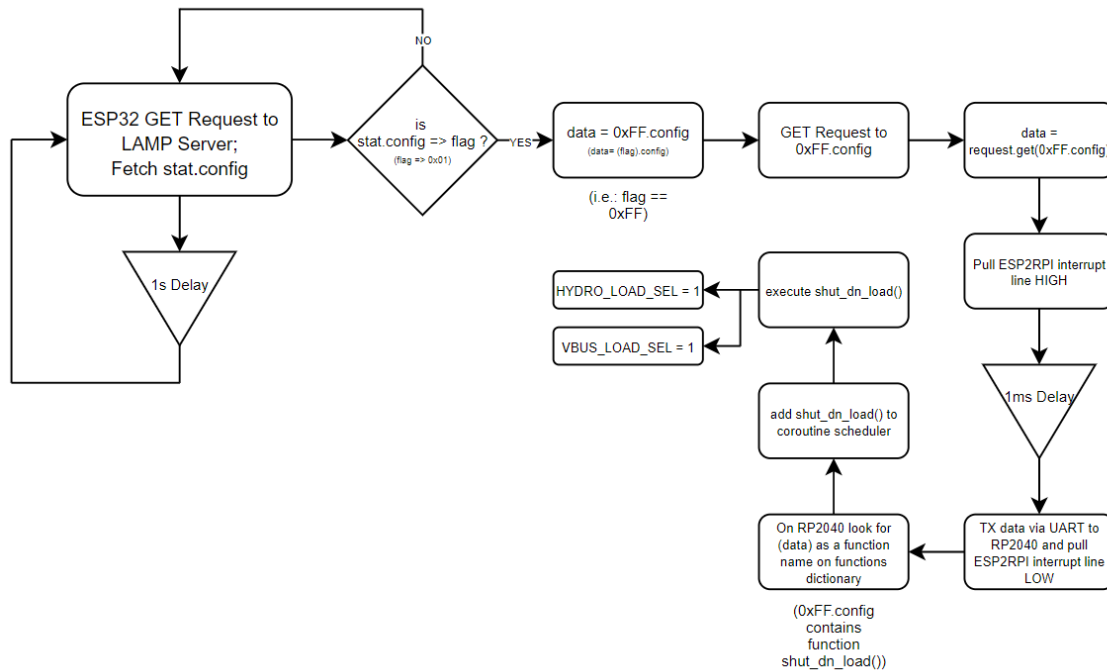 NO
ESP32 GET Request to
LAMP Server;
Fetch stat.config
is
stat.config => flag ?
(flag => 0x01)
YES
data = 0xFF.config
(data= (flag).config)
(i.e.: flag ==
0xFF)
GET Request to
0xFF.config
data =
request.get(0xFF.config)
1s Delay
Pull ESP2RPI interrupt
line HIGH
HYDRO_LOAD_SEL = 1
VBUS_LOAD_SEL = 1
execute shut_dn_load()
1ms Delay
add shut_dn_load() to
coroutine scheduler
On RP2040 look for
(data) as a function
name on functions
dictionary
(0xFF.config
contains
function
shut_dn_load())
TX data via UART to
RP2040 and pull
ESP2RPI interrupt line
LOW